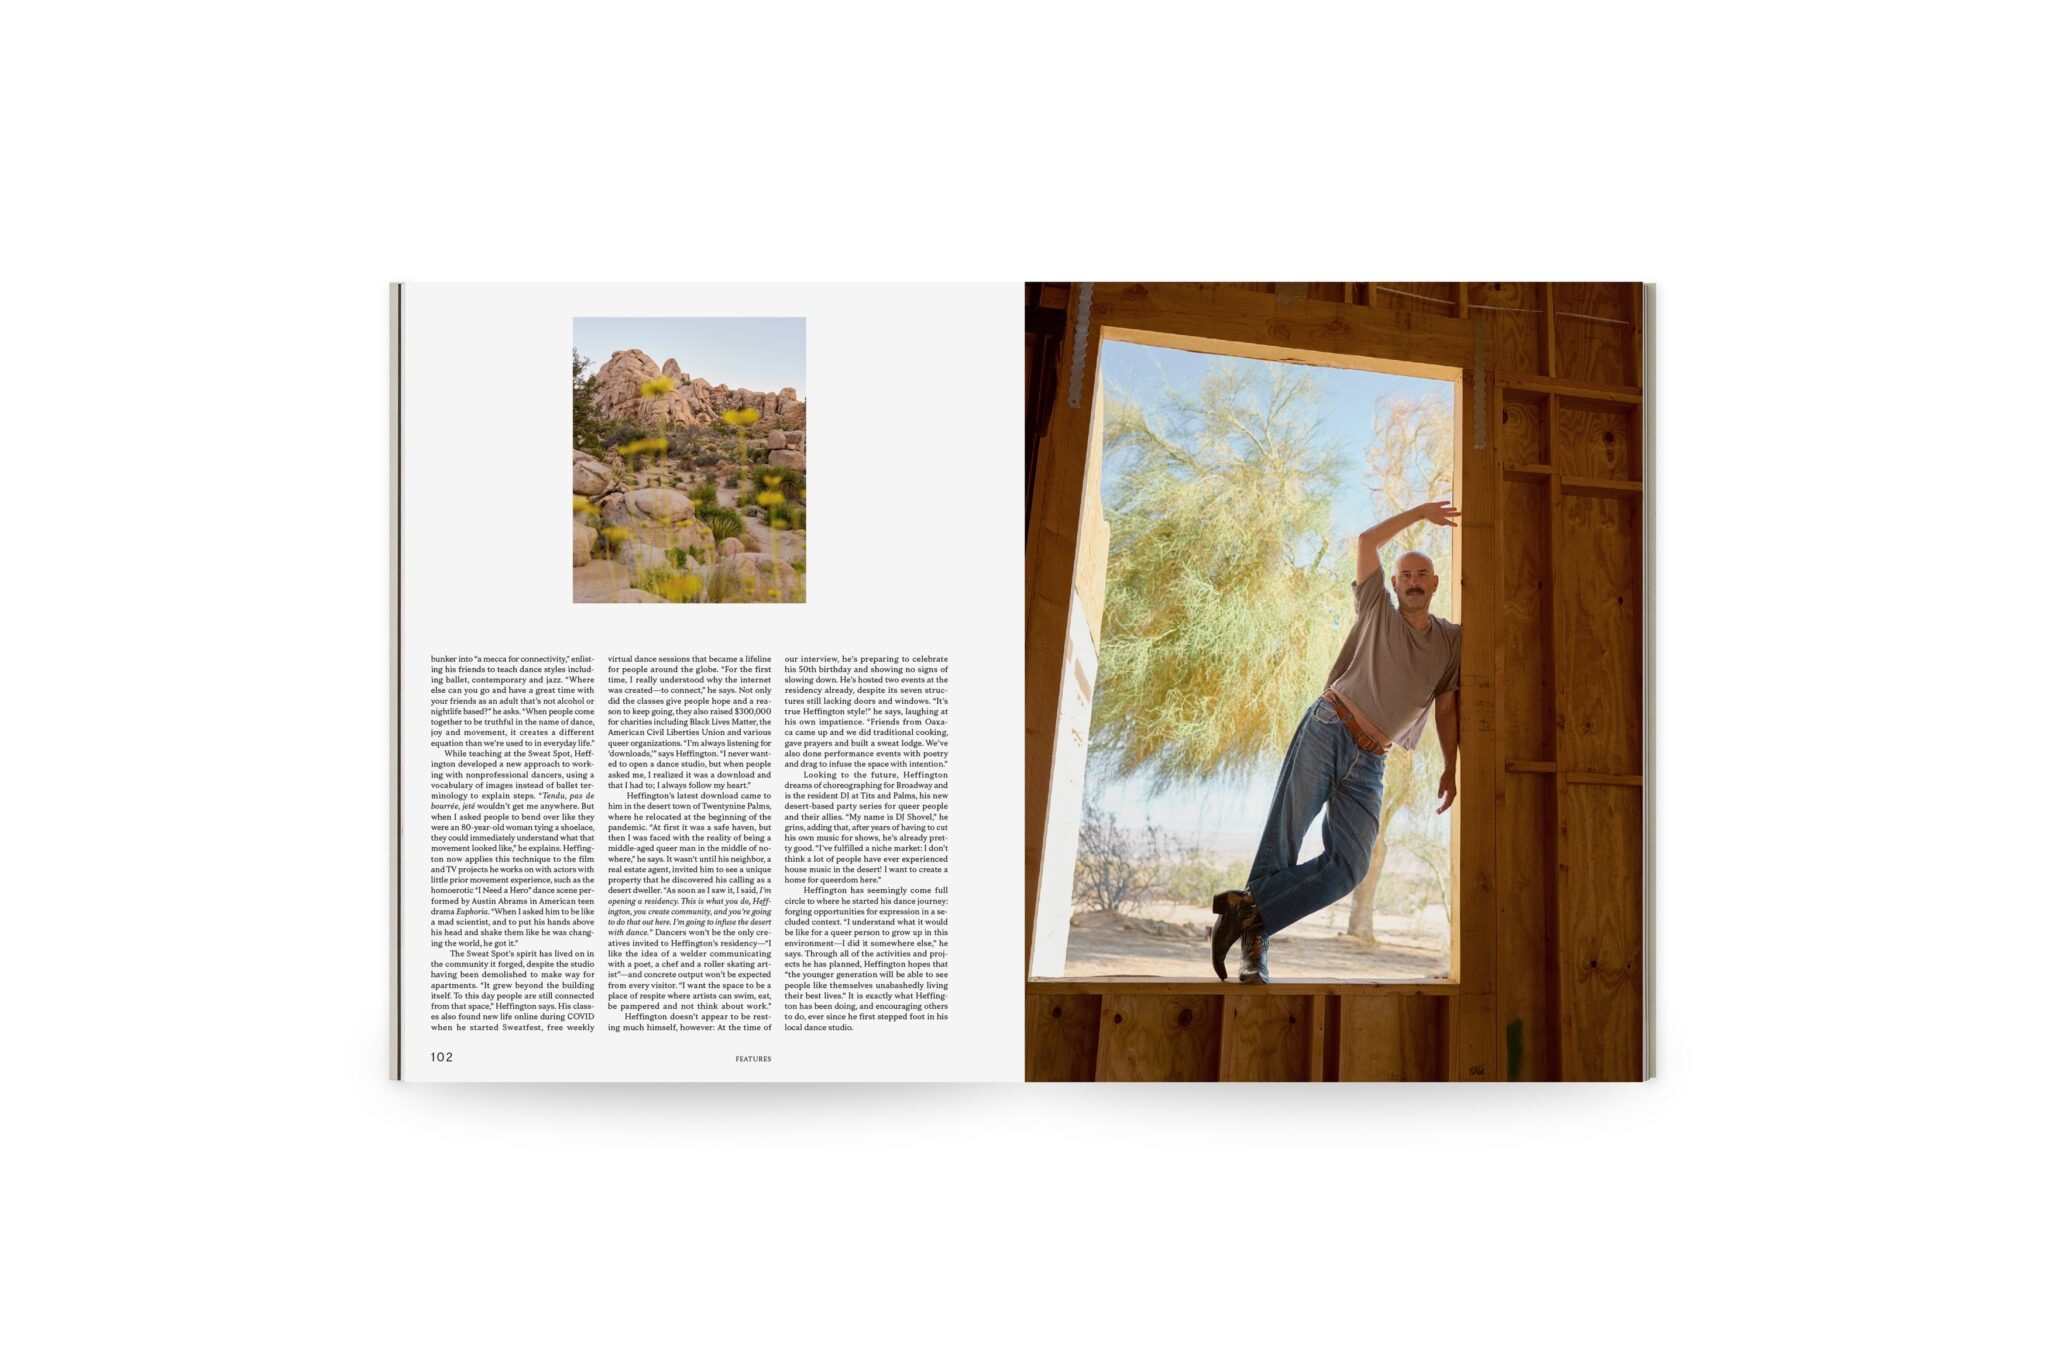 bunker into “a mecca for connectivity,” enlist-
ing his friends to teach dance styles includ-
ing ballet, contemporary and jazz. “Where
else can you go and have a great time with
your friends as an adult that’s not alcohol or
nightlife based?” he asks. “When people come
together to be truthful in the name of dance,
joy and movement, it creates a different
equation than we’re used to in everyday life.”
While teaching at the Sweat Spot, Heff-
ington developed a new approach to work-
ing with nonprofessional dancers, using a
vocabulary of images instead of ballet ter-
minology to explain steps. “Tendu, pas de
bourrée, jeté wouldn’t get me anywhere. But
when I asked people to bend over like they
were an 80-year-old woman tying a shoelace,
they could immediately understand what that
movement looked like,” he explains. Heffing-
ton now applies this technique to the film
and TV projects he works on with actors with
little prior movement experience, such as the
homoerotic “I Need a Hero” dance scene per-
formed by Austin Abrams in American teen
drama Euphoria. “When I asked him to be like
a mad scientist, and to put his hands above
his head and shake them like he was chang-
ing the world, he got it.”
The Sweat Spot’s spirit has lived on in
the community it forged, despite the studio
having been demolished to make way for
apartments. “It grew beyond the building
itself. To this day people are still connected
from that space,” Heffington says. His class-
es also found new life online during COVID
when he started Sweatfest, free weekly
virtual dance sessions that became a lifeline
for people around the globe. “For the first
time, I really understood why the internet
was created—to connect,” he says. Not only
did the classes give people hope and a rea-
son to keep going, they also raised $300,000
for charities including Black Lives Matter, the
American Civil Liberties Union and various
queer organizations. “I’m always listening for
‘downloads,’” says Heffington. “I never want-
ed to open a dance studio, but when people
asked me, I realized it was a download and
that I had to; I always follow my heart.”
Heffington’s latest download came to
him in the desert town of Twentynine Palms,
where he relocated at the beginning of the
pandemic. “At first it was a safe haven, but
then I was faced with the reality of being a
middle-aged queer man in the middle of no-
where,” he says. It wasn’t until his neighbor, a
real estate agent, invited him to see a unique
property that he discovered his calling as a
desert dweller. “As soon as I saw it, I said, I’m
opening a residency. This is what you do, Heff-
ington, you create community, and you’re going
to do that out here. I’m going to infuse the desert
with dance.” Dancers won’t be the only cre-
atives invited to Heffington’s residency—“I
like the idea of a welder communicating
with a poet, a chef and a roller skating art-
ist”—and concrete output won’t be expected
from every visitor. “I want the space to be a
place of respite where artists can swim, eat,
be pampered and not think about work.”
Heffington doesn’t appear to be rest-
ing much himself, however: At the time of
our interview, he’s preparing to celebrate
his 50th birthday and showing no signs of
slowing down. He’s hosted two events at the
residency already, despite its seven struc-
tures still lacking doors and windows. “It’s
true Heffington style!” he says, laughing at
his own impatience. “Friends from Oaxa-
ca came up and we did traditional cooking,
gave prayers and built a sweat lodge. We’ve
also done performance events with poetry
and drag to infuse the space with intention.”
Looking to the future, Heffington
dreams of choreographing for Broadway and
is the resident DJ at Tits and Palms, his new
desert-based party series for queer people
and their allies. “My name is DJ Shovel,” he
grins, adding that, after years of having to cut
his own music for shows, he’s already pret-
ty good. “I’ve fulfilled a niche market: I don’t
think a lot of people have ever experienced
house music in the desert! I want to create a
home for queerdom here.”
Heffington has seemingly come full
circle to where he started his dance journey:
forging opportunities for expression in a se-
cluded context. “I understand what it would
be like for a queer person to grow up in this
environment—I did it somewhere else,” he
says. Through all of the activities and proj-
ects he has planned, Heffington hopes that
“the younger generation will be able to see
people like themselves unabashedly living
their best lives.” It is exactly what Heffing-
ton has been doing, and encouraging others
to do, ever since he first stepped foot in his
local dance studio.
102
FEATURES